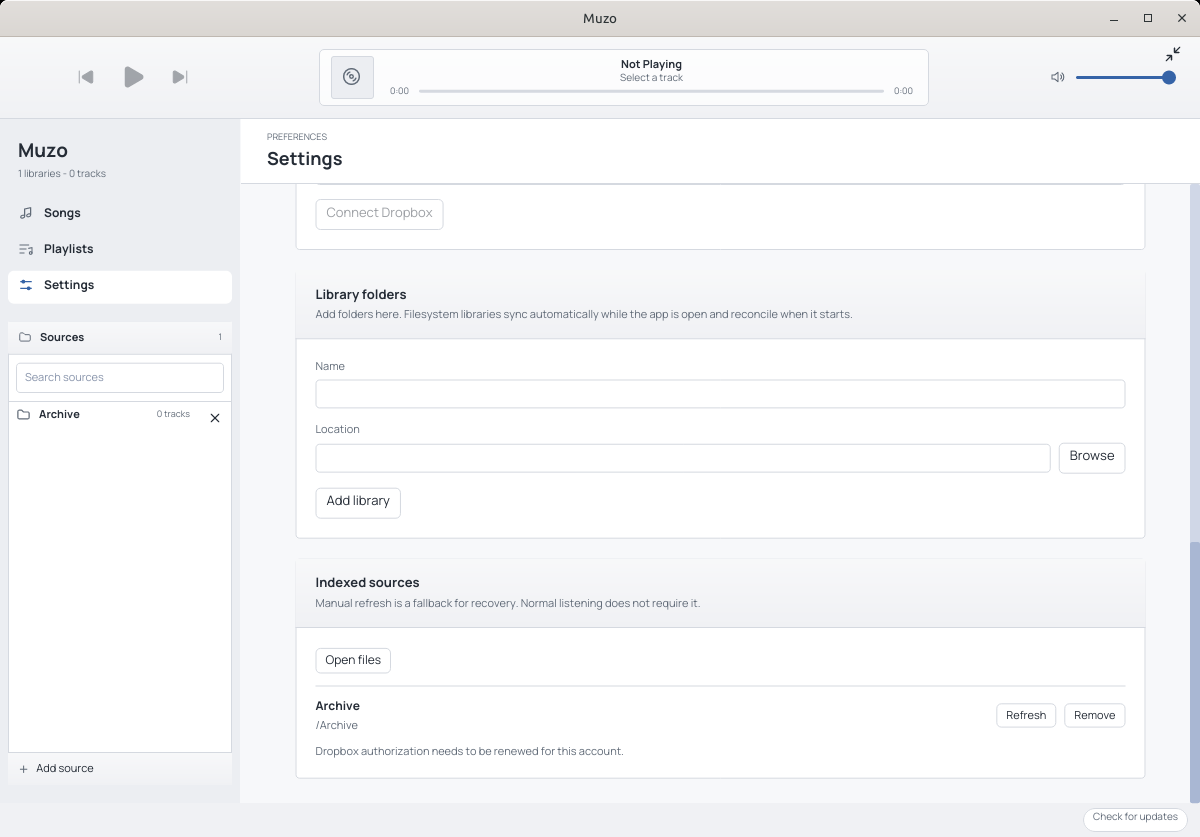 Muzo
Not Playing
Select a track
0:00
0:00
Muzo
1 libraries - 0 tracks
Songs
Playlists
Settings
Sources
1
Search sources
Archive
0 tracks
Add source
PREFERENCES
Settings
Connect Dropbox
Library folders
Add folders here. Filesystem libraries sync automatically while the app is open and reconcile when it starts.
Name
Location
Browse
Add library
Indexed sources
Manual refresh is a fallback for recovery. Normal listening does not require it.
Open files
Archive
/Archive
Refresh
Remove
Dropbox authorization needs to be renewed for this account.
Check for updates